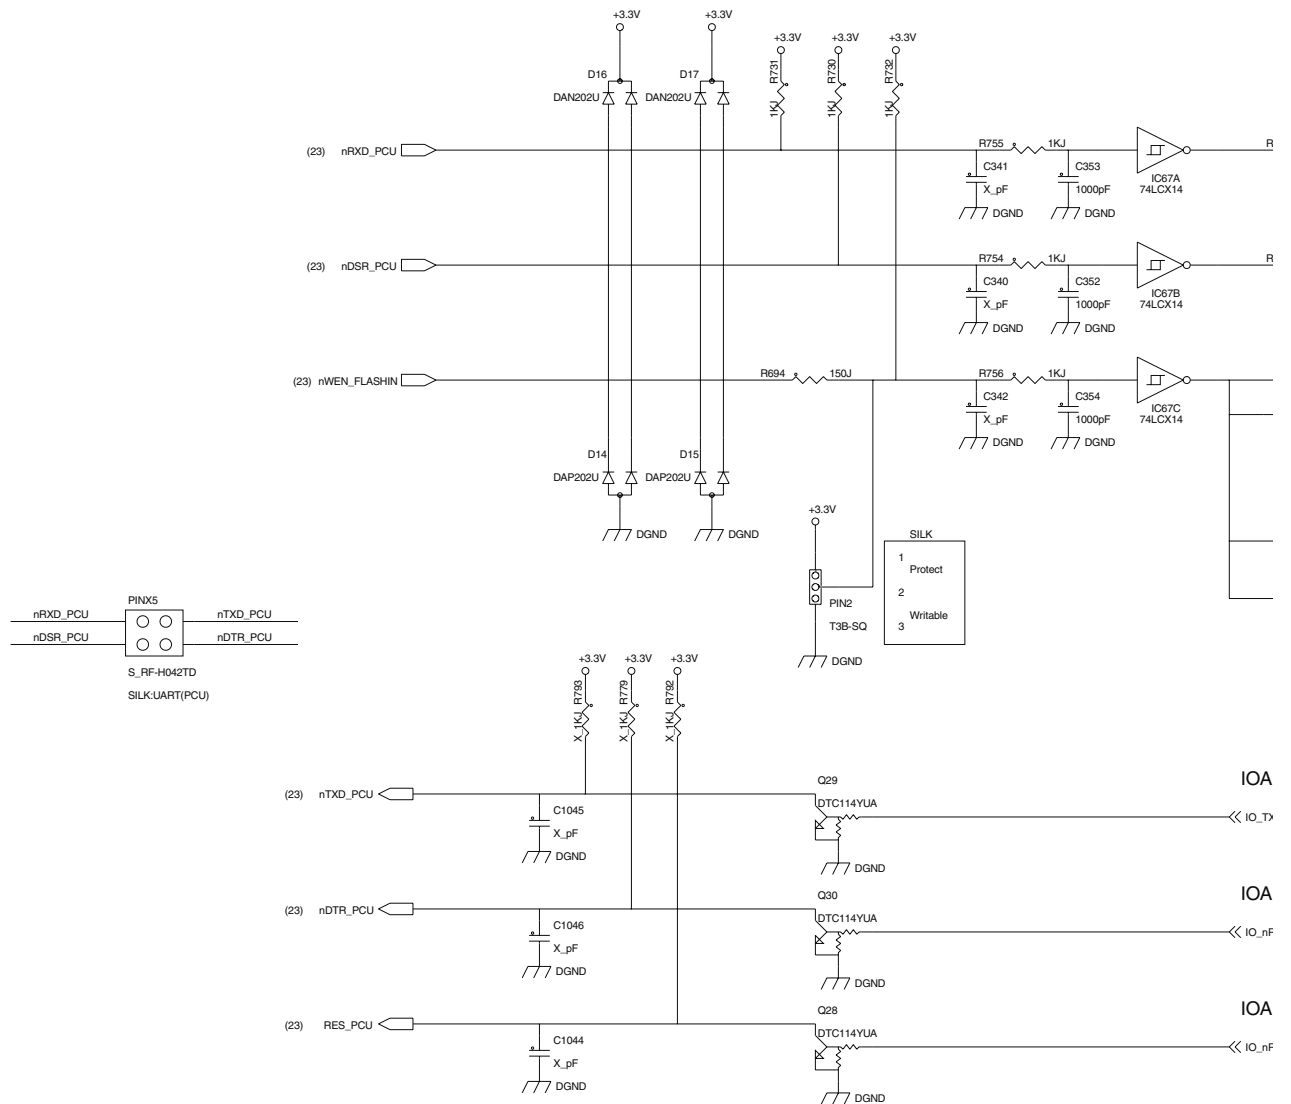 +3.3V +3.3V
+3.3V +3.3V +3.3V
D16 D17
R731 R730 R732
DAN202U DAN202U
1KJ 1KJ 1KJ
(23) nRXD_PCU R755 1KJ R
C341 C353
X_pF 1000pF
IC67A
74LCX14
DGND DGND
(23) nDSR_PCU R754 1KJ R
C340 C352
X_pF 1000pF
IC67B
74LCX14
DGND DGND
(23) nWEN_FLASHIN R694 150J R756 1KJ
C342 C354
X_pF 1000pF
IC67C
74LCX14
DGND DGND
D14 D15
DAP202U DAP202U
DGND DGND
+3.3V
SILK
1
Protect
2
Writable
3
PIN2
T3B-SQ
DGND
PINX5
nRXD_PCU nTXD_PCU
nDSR_PCU nDTR_PCU
S_RF-H042TD
SILK:UART(PCU)
+3.3V +3.3V +3.3V
R793 R779 R792
X_1KJ X_1KJ X_1KJ
Q29 IOA
(23) nTXD_PCU DTC114YUA
C1045
X_pF
IO_TX
DGND DGND
Q30 IOA
(23) nDTR_PCU DTC114YUA
C1046
X_pF
IO_nF
DGND DGND
Q28 IOA
(23) RES_PCU DTC114YUA
C1044
X_pF
IO_nF
DGND DGND